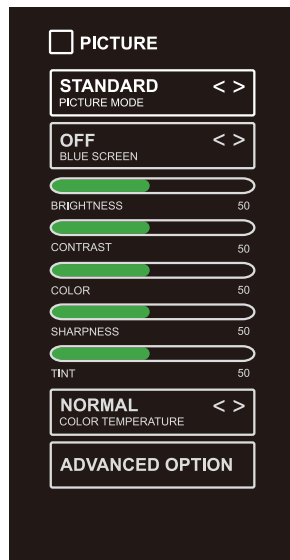 PICTURE
STANDARD < >
PICTURE MODE
OFF < >
BLUE SCREEN
BRIGHTNESS 50
CONTRAST 50
COLOR 50
SHARPNESS 50
TINT 50
NORMAL < >
COLOR TEMPERATURE
ADVANCED OPTION